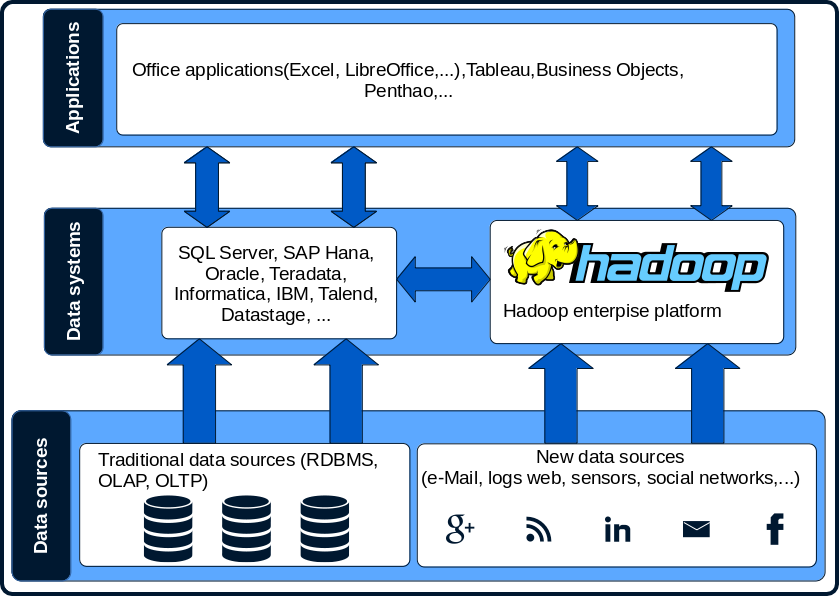 Applications
Office applications(Excel, LibreOffice,...),Tableau,Business Objects,
Penthao,...
Data systems
SQL Server, SAP Hana,
Oracle, Teradata,
Informatica, IBM, Talend,
Datastage, ...
hadoop
Hadoop enterpise platform
Data sources
Traditional data sources (RDBMS,
OLAP, OLTP)
New data sources
(e-Mail, logs web, sensors, social networks,...)
g+
in
f